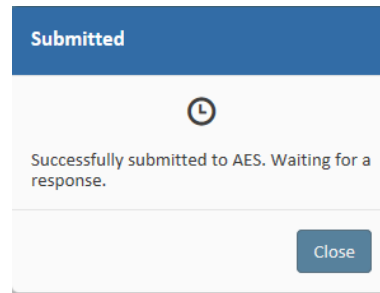 Submitted
Successfully submitted to AES. Waiting for a
response.
Close